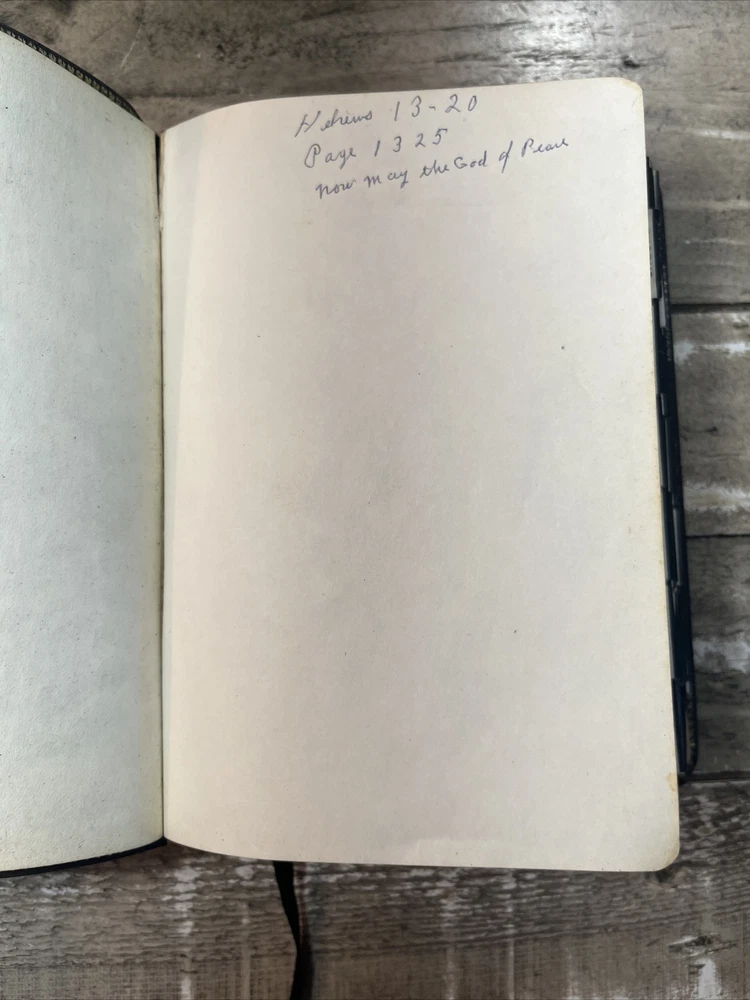 Hebrews 13-20
Page 1325
now may the God of Peace